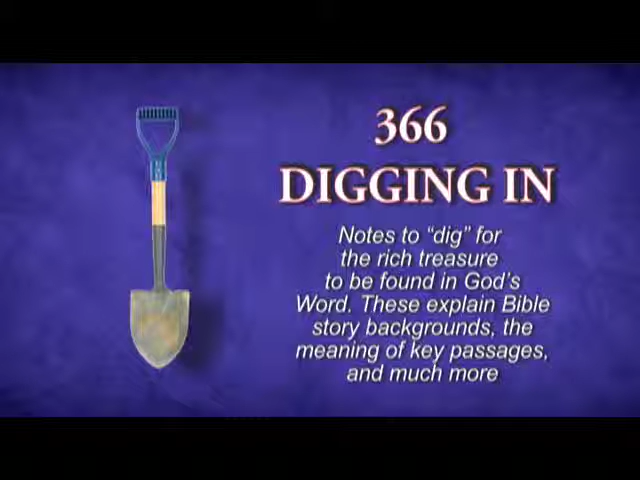 366
DIGGING IN
Notes to “dig” for
the rich treasure
to be found in God’s
Word. These explain Bible
story backgrounds, the
meaning of key passages,
and much more